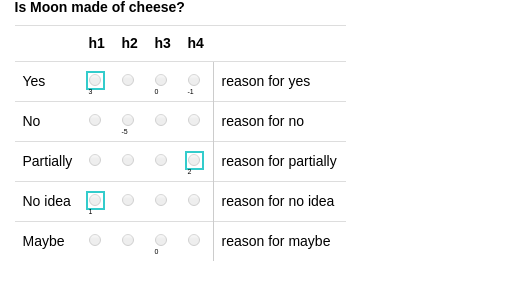 Is Moon made of cheese?
h1 h2 h3 h4
Yes 3 0 -1 reason for yes
No -5 reason for no
Partially 2 reason for partially
No idea 1 reason for no idea
Maybe 0 reason for maybe